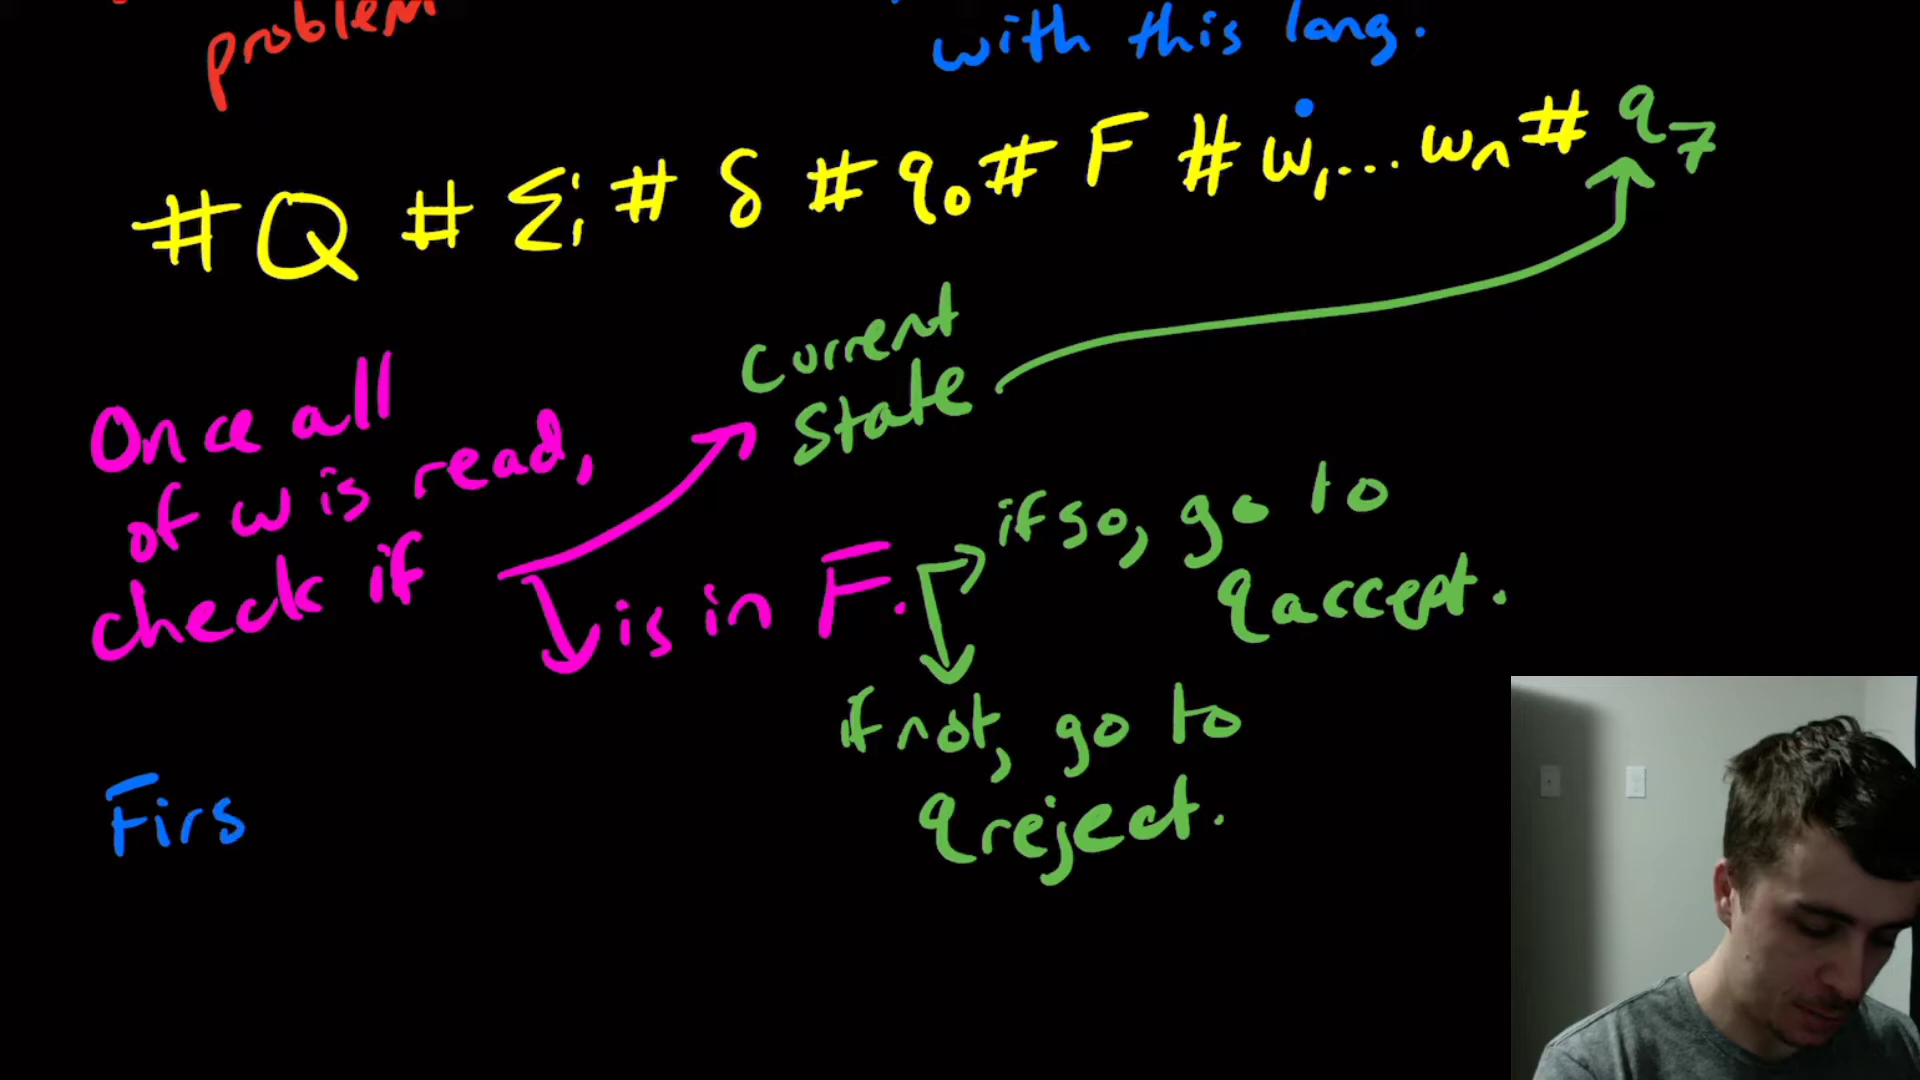 problem
with this lang.
# Q # Σ # δ # q0 # F # w1...wn # q7
Current
State
Once all
of w is read,
check if
is in F.
if so, go to
qaccept.
if not, go to
qreject.
Firs